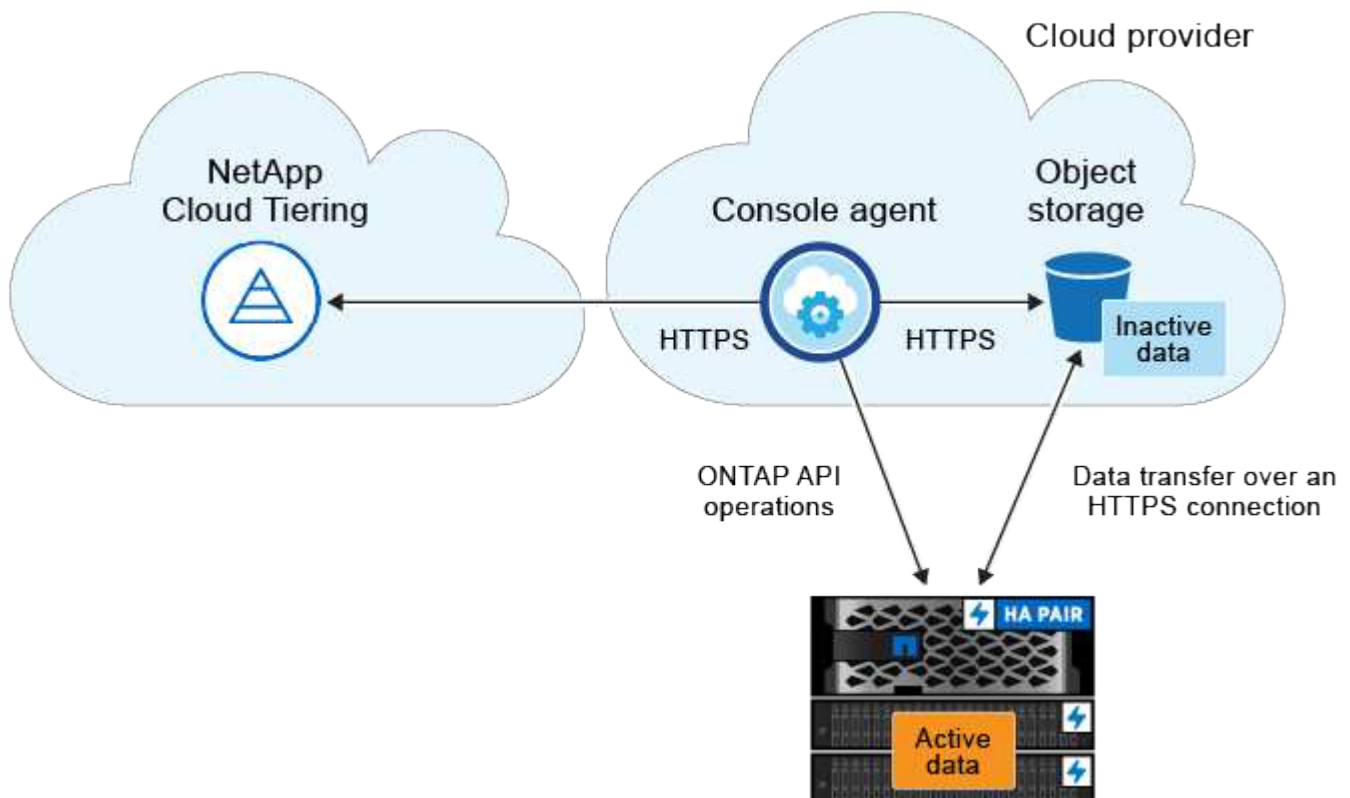 Cloud provider
NetApp
Cloud Tiering
Console agent
Object
storage
HTTPS
HTTPS
Inactive
data
ONTAP API
operations
Data transfer over an
HTTPS connection
HA PAIR
Active
data